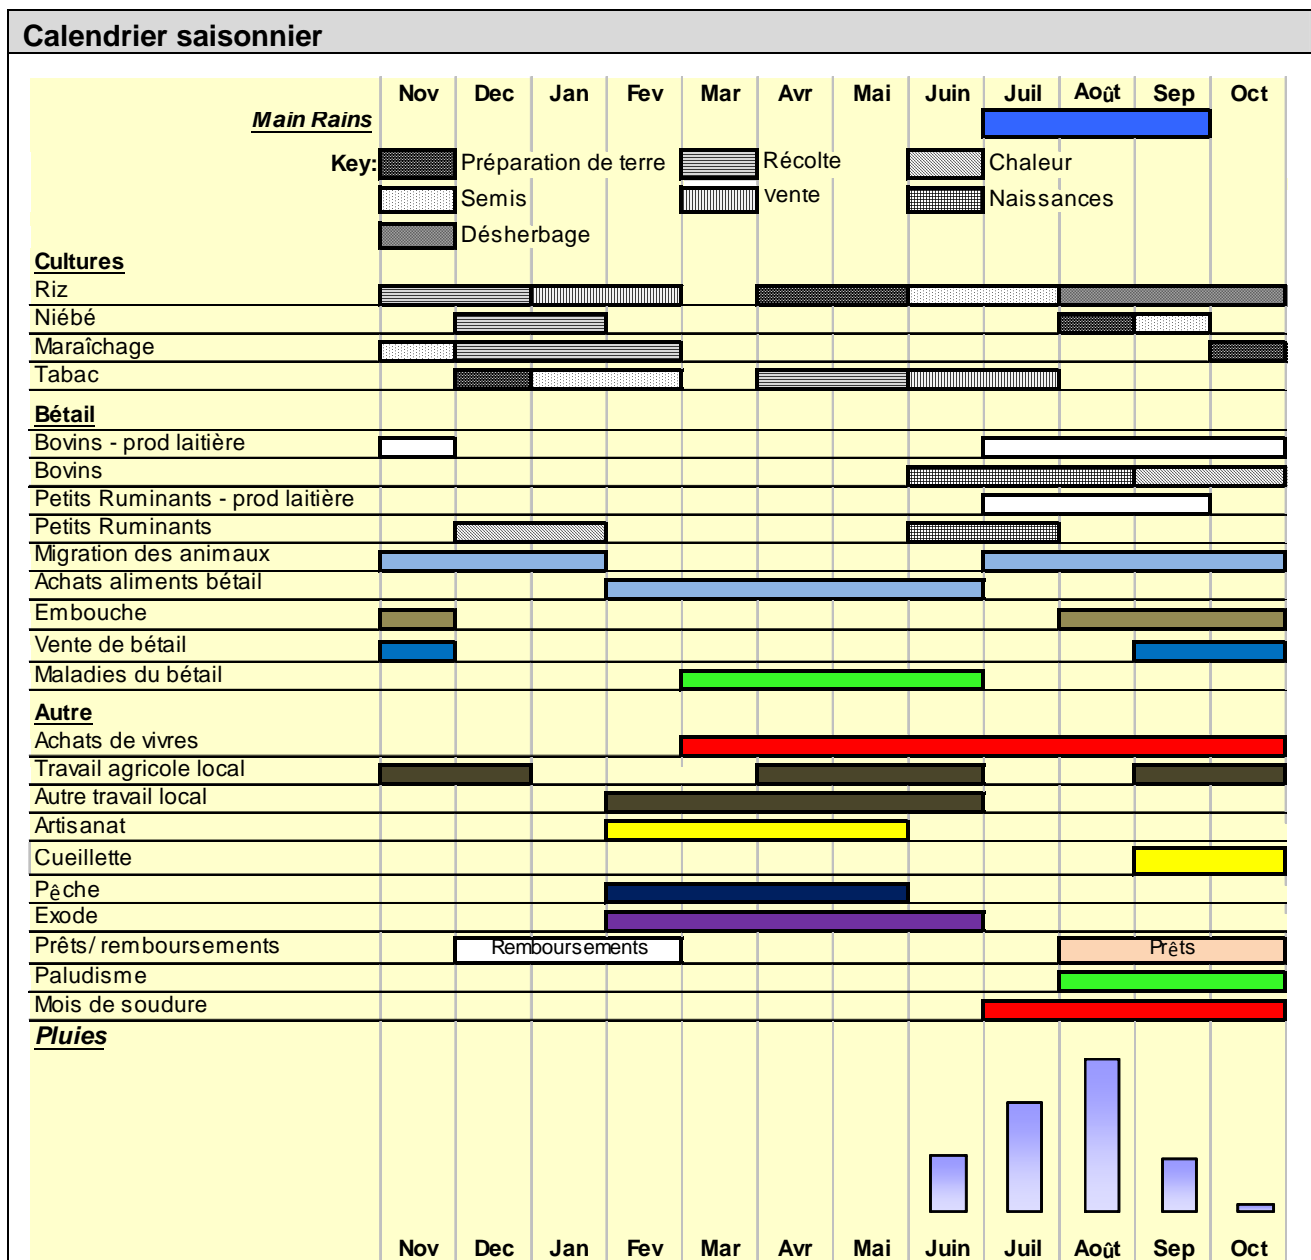 Calendrier saisonnier
Nov Dec Jan Fev Mar Avr Mai Juin Juil Août Sep Oct
Main Rains
Key: Préparation de terre Récolte Chaleur
Semis Vente Naissances
Désherbage
Cultures
Riz
Niébé
Maraîchage
Tabac
Bétail
Bovins - prod laitière
Bovins
Petits Ruminants - prod laitière
Petits Ruminants
Migration des animaux
Achats aliments bétail
Embouche
Vente de bétail
Maladies du bétail
Autre
Achats de vivres
Travail agricole local
Autre travail local
Artisanat
Cueillette
Pêche
Exode
Prêts/ remboursements Remboursements Prêts
Paludisme
Mois de soudure
Pluies
Nov Dec Jan Fev Mar Avr Mai Juin Juil Août Sep Oct